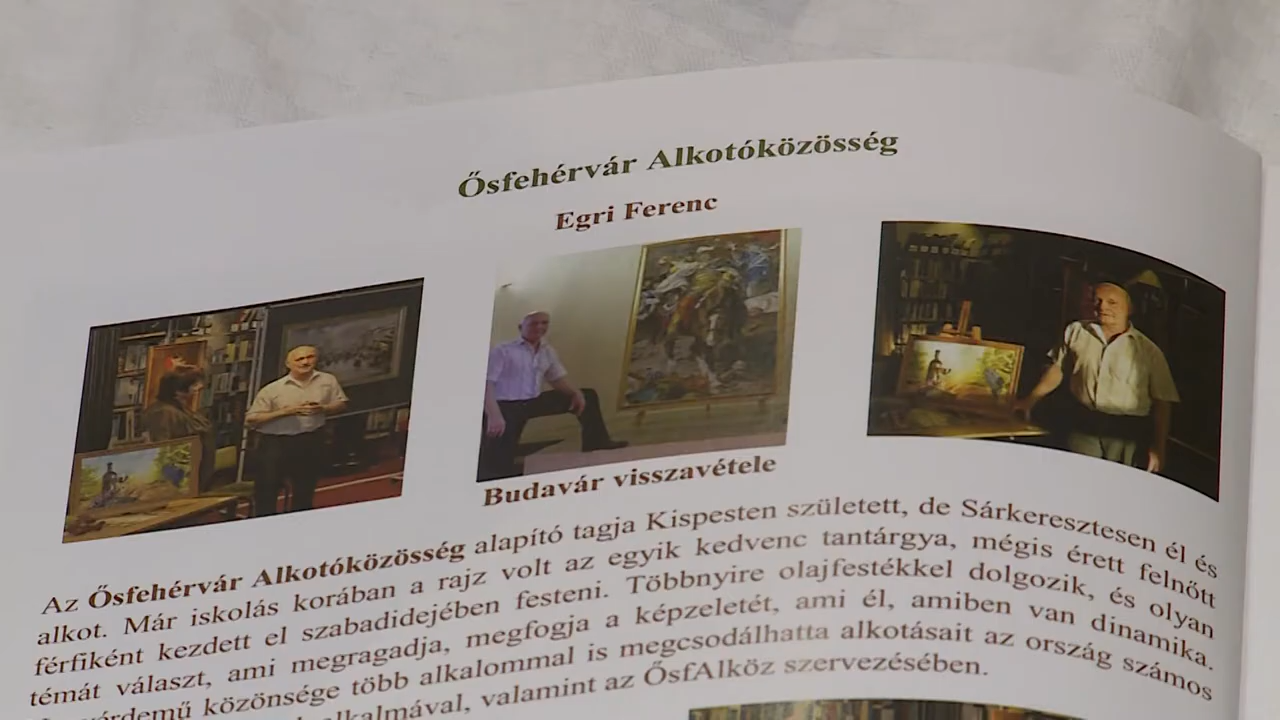 Ősfehérvár Alkotóközösség
Egri Ferenc
Budavár visszavétele
Az Ősfehérvár Alkotóközösség alapító tagja Kispesten született, de Sárkeresztesen él és
alkot. Már iskolás korában a rajz volt az egyik kedvenc tantárgya, mégis érett felnőtt
férfiként kezdett el szabadidejében festeni. Többnyire olajfestékkel dolgozik, és olyan
témát választ, ami megragadja, megfogja a képzeletét, ami él, amiben van dinamika.
közönsége több alkalommal is megcsodálhatta alkotásait az ország számos
alkalmával, valamint az ŐsfAlköz szervezésében.